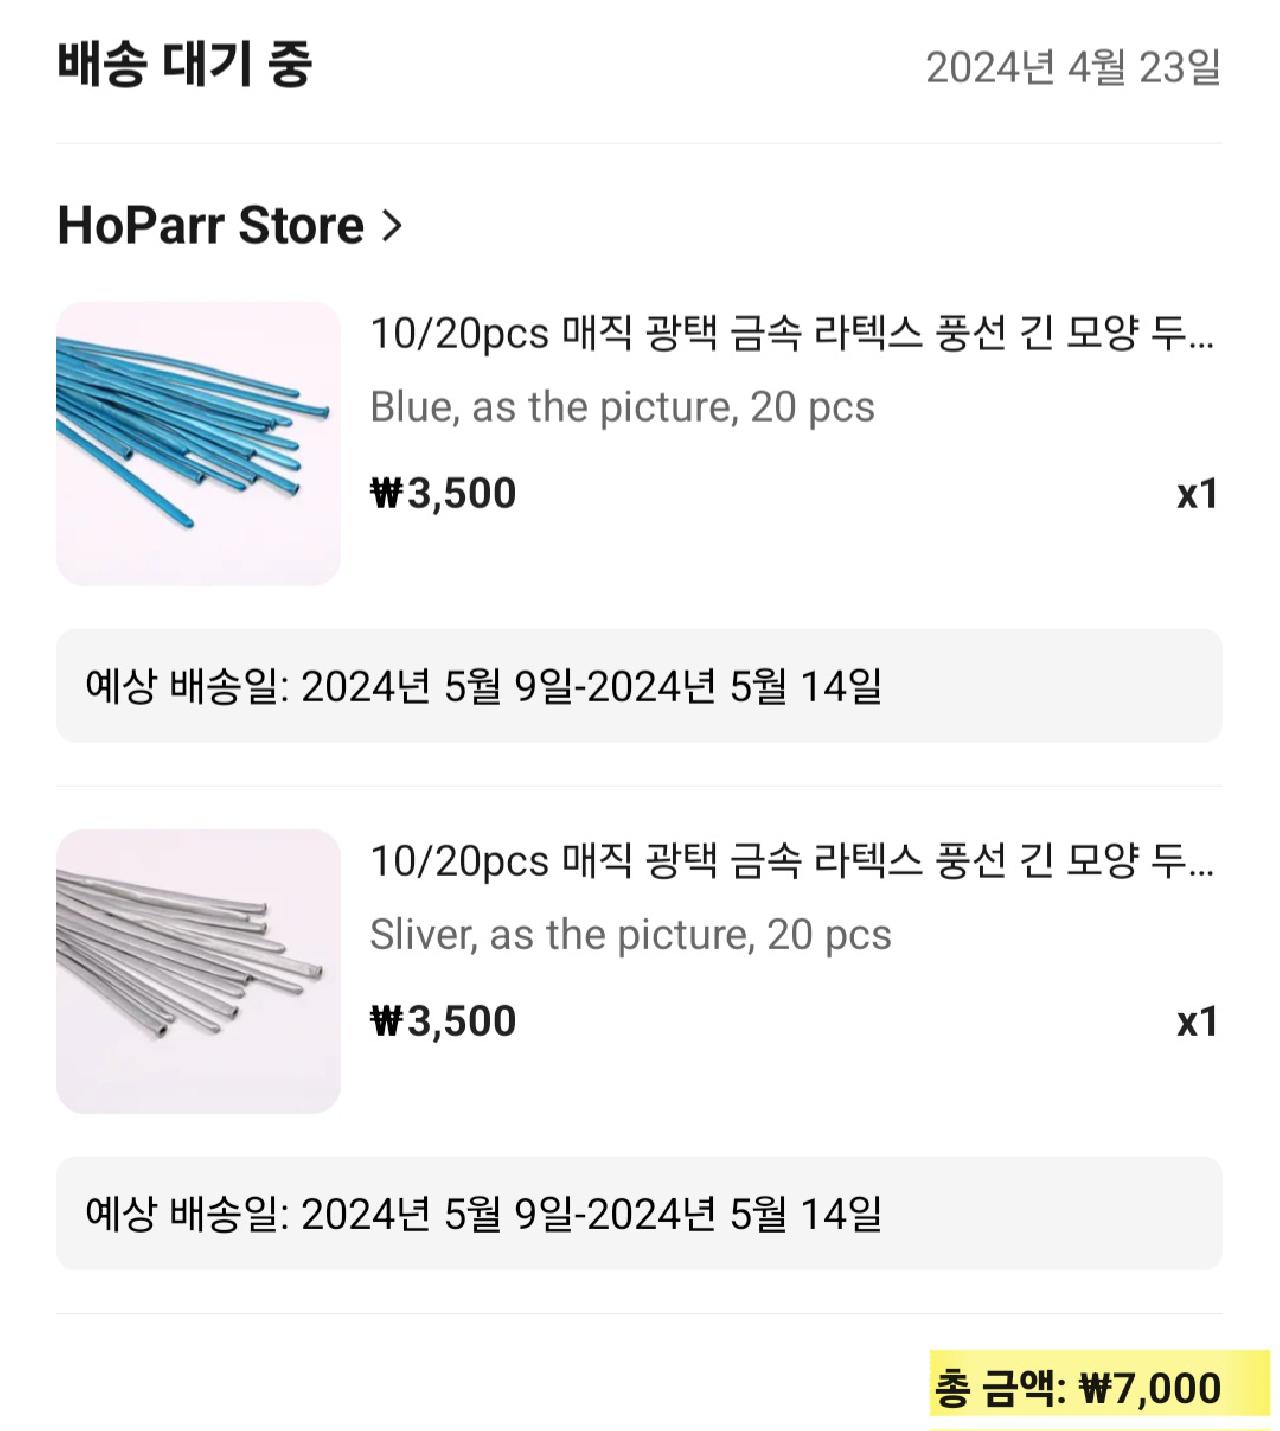 배송 대기 중
2024년 4월 23일
HoParr Store >
10/20pcs 매직 광택 금속 라텍스 풍선 긴 모양 두...
Blue, as the picture, 20 pcs
₩3,500
x1
예상 배송일: 2024년 5월 9일-2024년 5월 14일
10/20pcs 매직 광택 금속 라텍스 풍선 긴 모양 두...
Sliver, as the picture, 20 pcs
₩3,500
x1
예상 배송일: 2024년 5월 9일-2024년 5월 14일
총 금액: ₩7,000